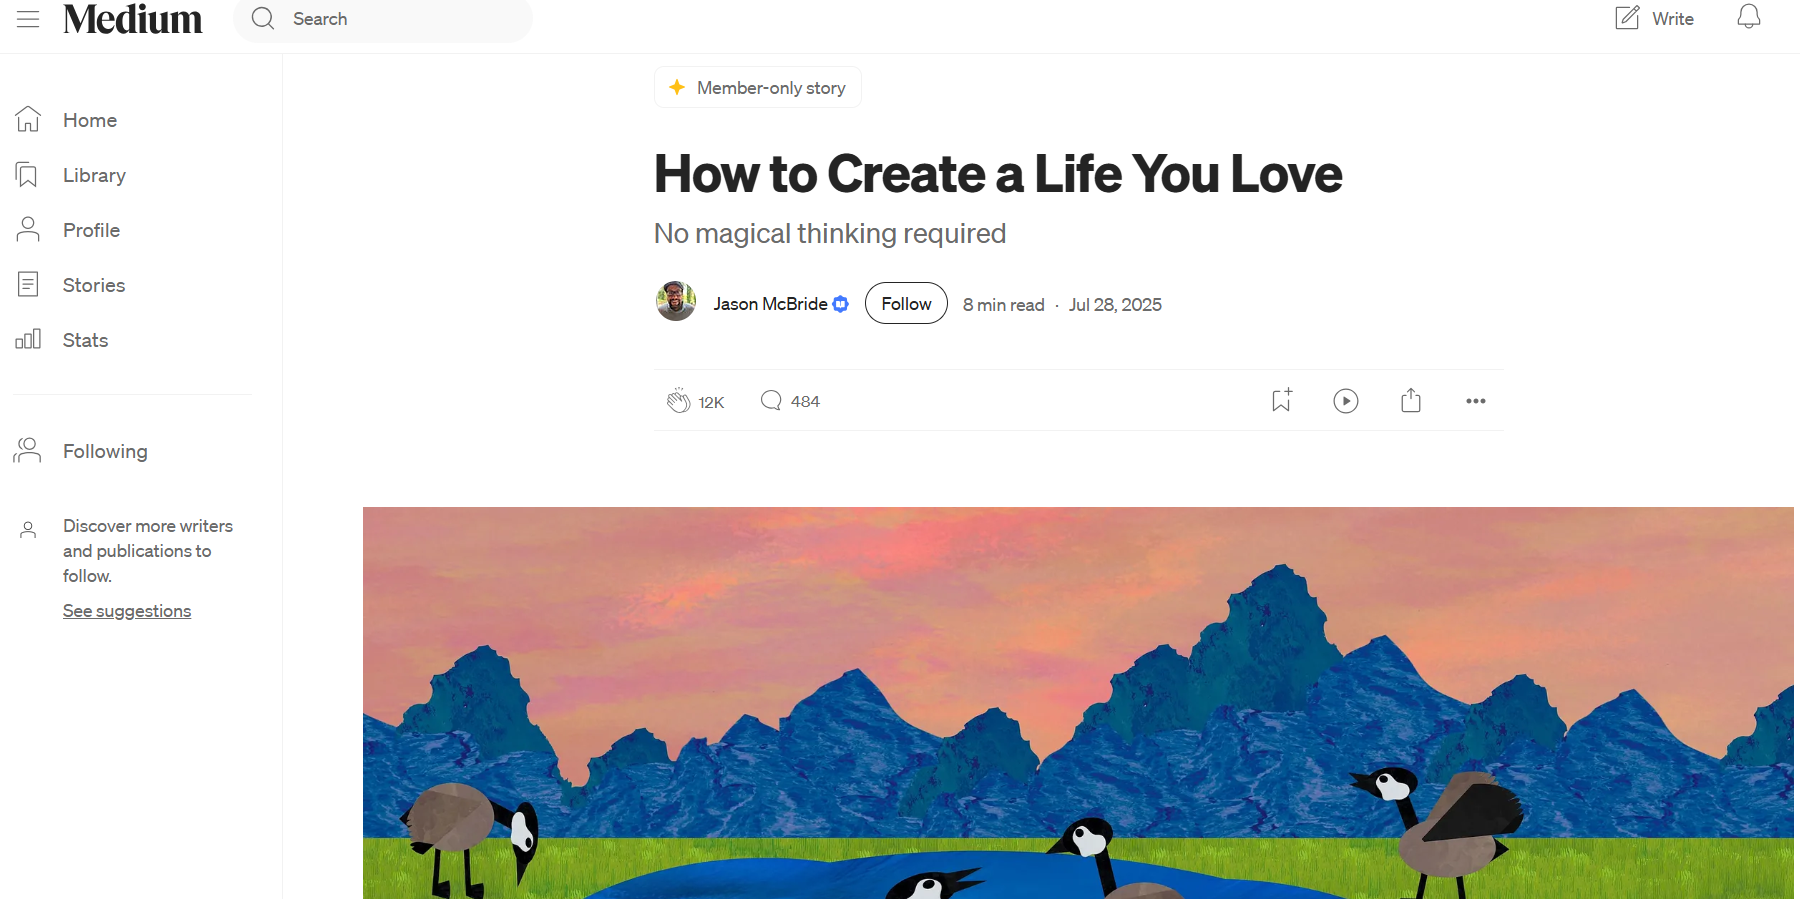 Medium
Search
Write
Home
Library
Profile
Stories
Stats
Following
Discover more writers
and publications to
follow.
See suggestions
Member-only story
How to Create a Life You Love
No magical thinking required
Jason McBride Follow 8 min read · Jul 28, 2025
12K 484